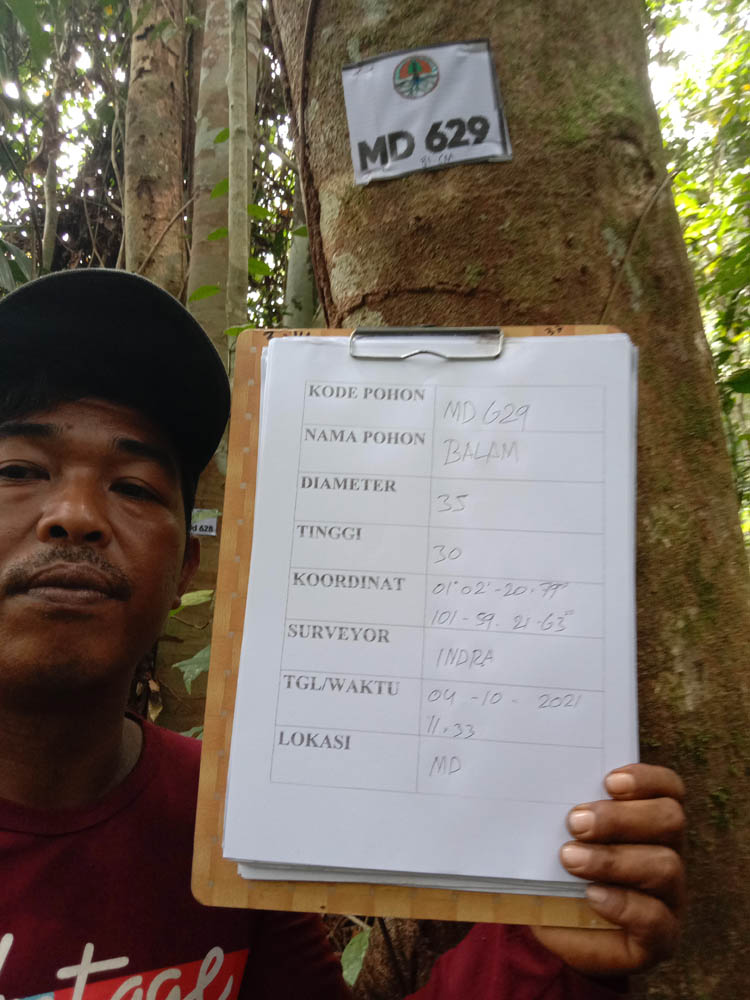 MD 629
KODE POHON MD 629
NAMA POHON BALAM
DIAMETER 35
TINGGI 30
KOORDINAT 01° 02' - 20.79"
101 - 59 - 21.63"
SURVEYOR INDRA
TGL/WAKTU 04 - 10 - 2021
11.33
LOKASI MD
Md 628